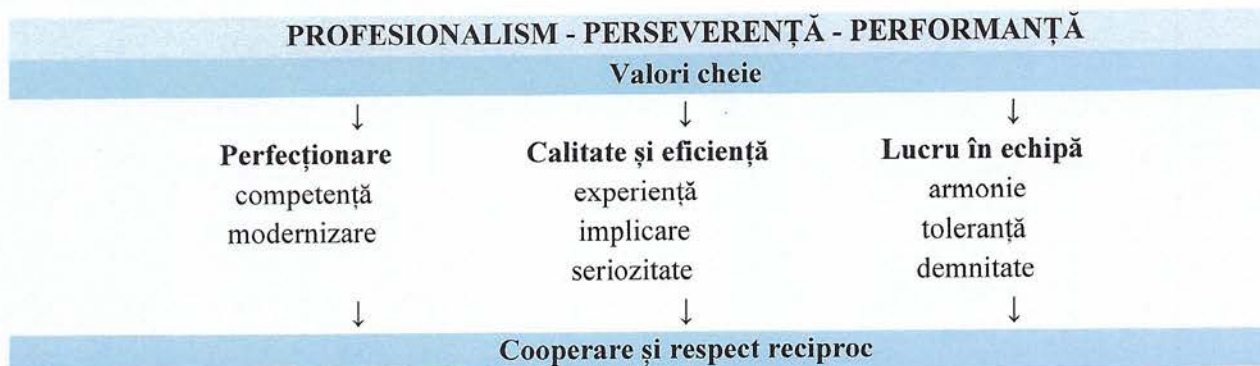 PROFESIONALISM - PERSEVERENȚĂ - PERFORMANȚĂ
Valori cheie
↓ ↓ ↓
Perfecționare Calitate și eficiență Lucru în echipă
competență experiență armonie
modernizare implicare toleranță
seriozitate demnitate
↓ ↓ ↓
Cooperare și respect reciproc